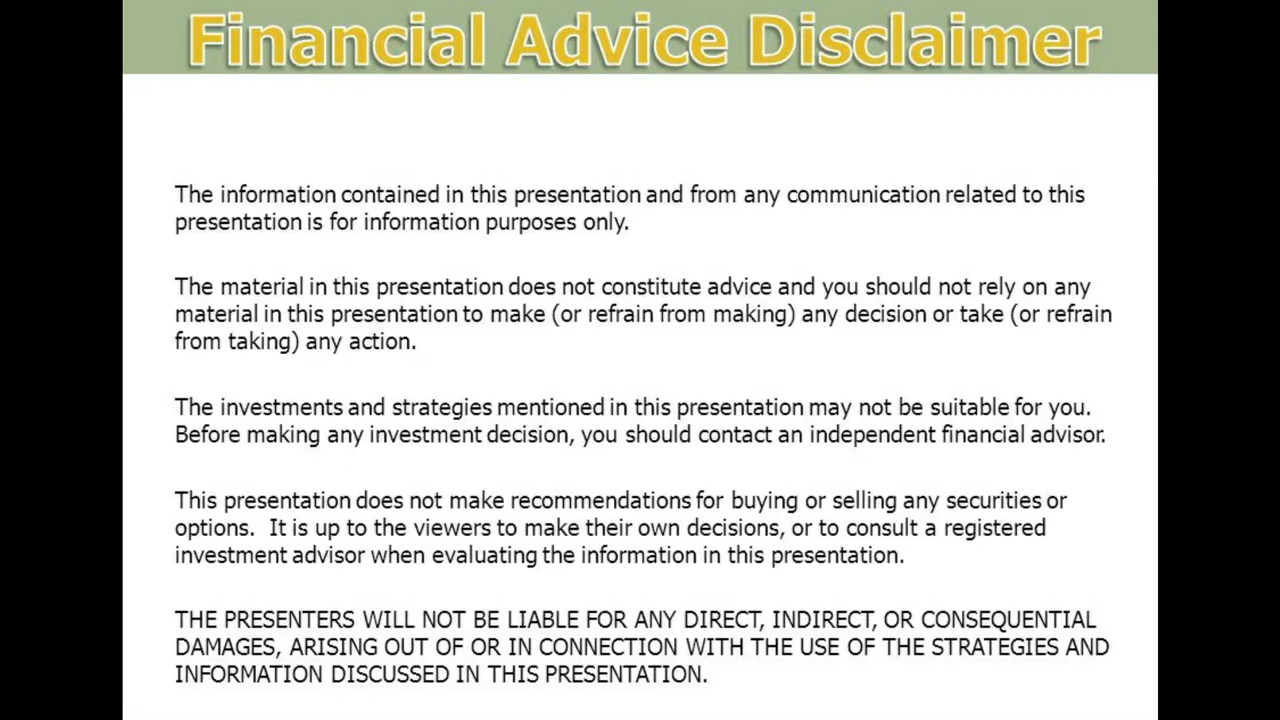 Financial Advice Disclaimer
The information contained in this presentation and from any communication related to this
presentation is for information purposes only.
The material in this presentation does not constitute advice and you should not rely on any
material in this presentation to make (or refrain from making) any decision or take (or refrain
from taking) any action.
The investments and strategies mentioned in this presentation may not be suitable for you.
Before making any investment decision, you should contact an independent financial advisor.
This presentation does not make recommendations for buying or selling any securities or
options.  It is up to the viewers to make their own decisions, or to consult a registered
investment advisor when evaluating the information in this presentation.
THE PRESENTERS WILL NOT BE LIABLE FOR ANY DIRECT, INDIRECT, OR CONSEQUENTIAL
DAMAGES, ARISING OUT OF OR IN CONNECTION WITH THE USE OF THE STRATEGIES AND
INFORMATION DISCUSSED IN THIS PRESENTATION.